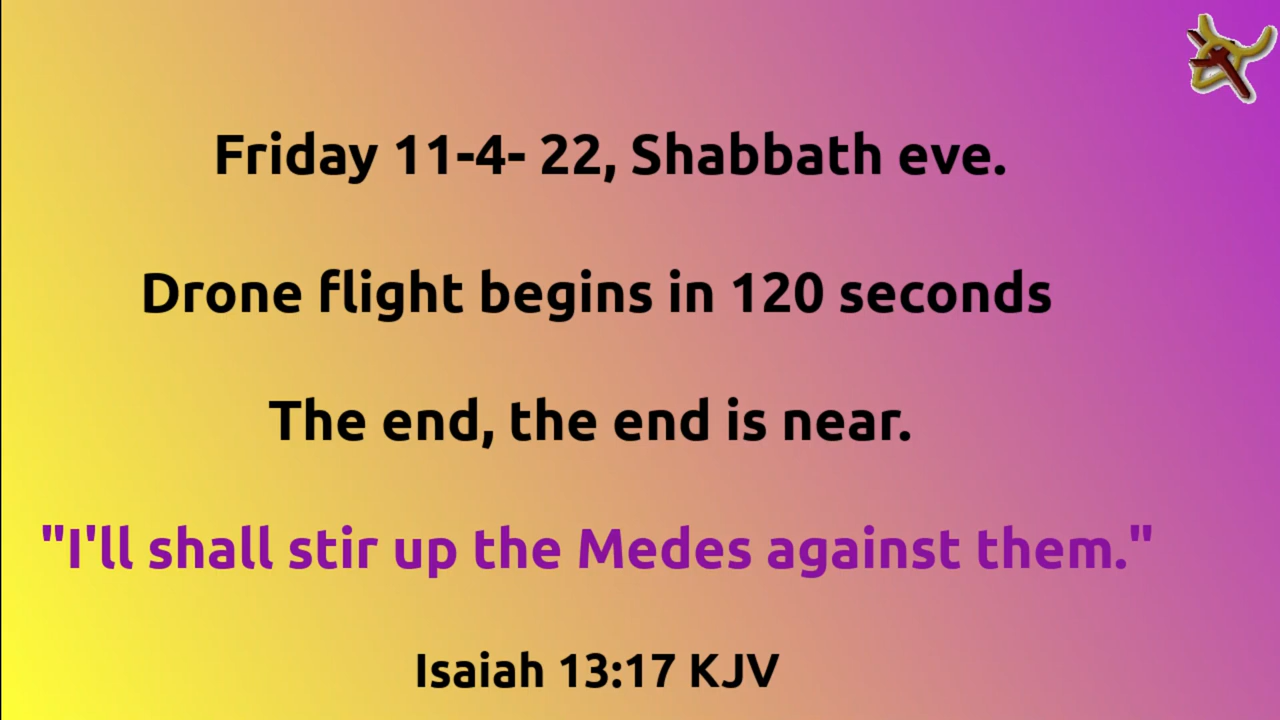 Friday 11-4- 22, Shabbath eve.
Drone flight begins in 120 seconds
The end, the end is near.
"I'll shall stir up the Medes against them."
Isaiah 13:17 KJV